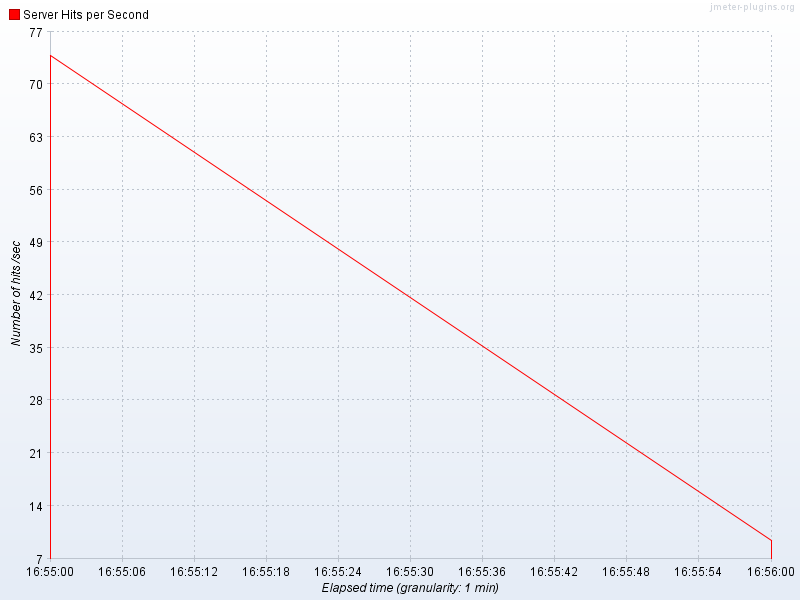 jmeter-plugins.org
Server Hits per Second
77
70
63
56
49
42
35
28
21
14
7
Number of hits /sec
16:55:00 16:55:06 16:55:12 16:55:18 16:55:24 16:55:30 16:55:36 16:55:42 16:55:48 16:55:54 16:56:00
Elapsed time (granularity: 1 min)